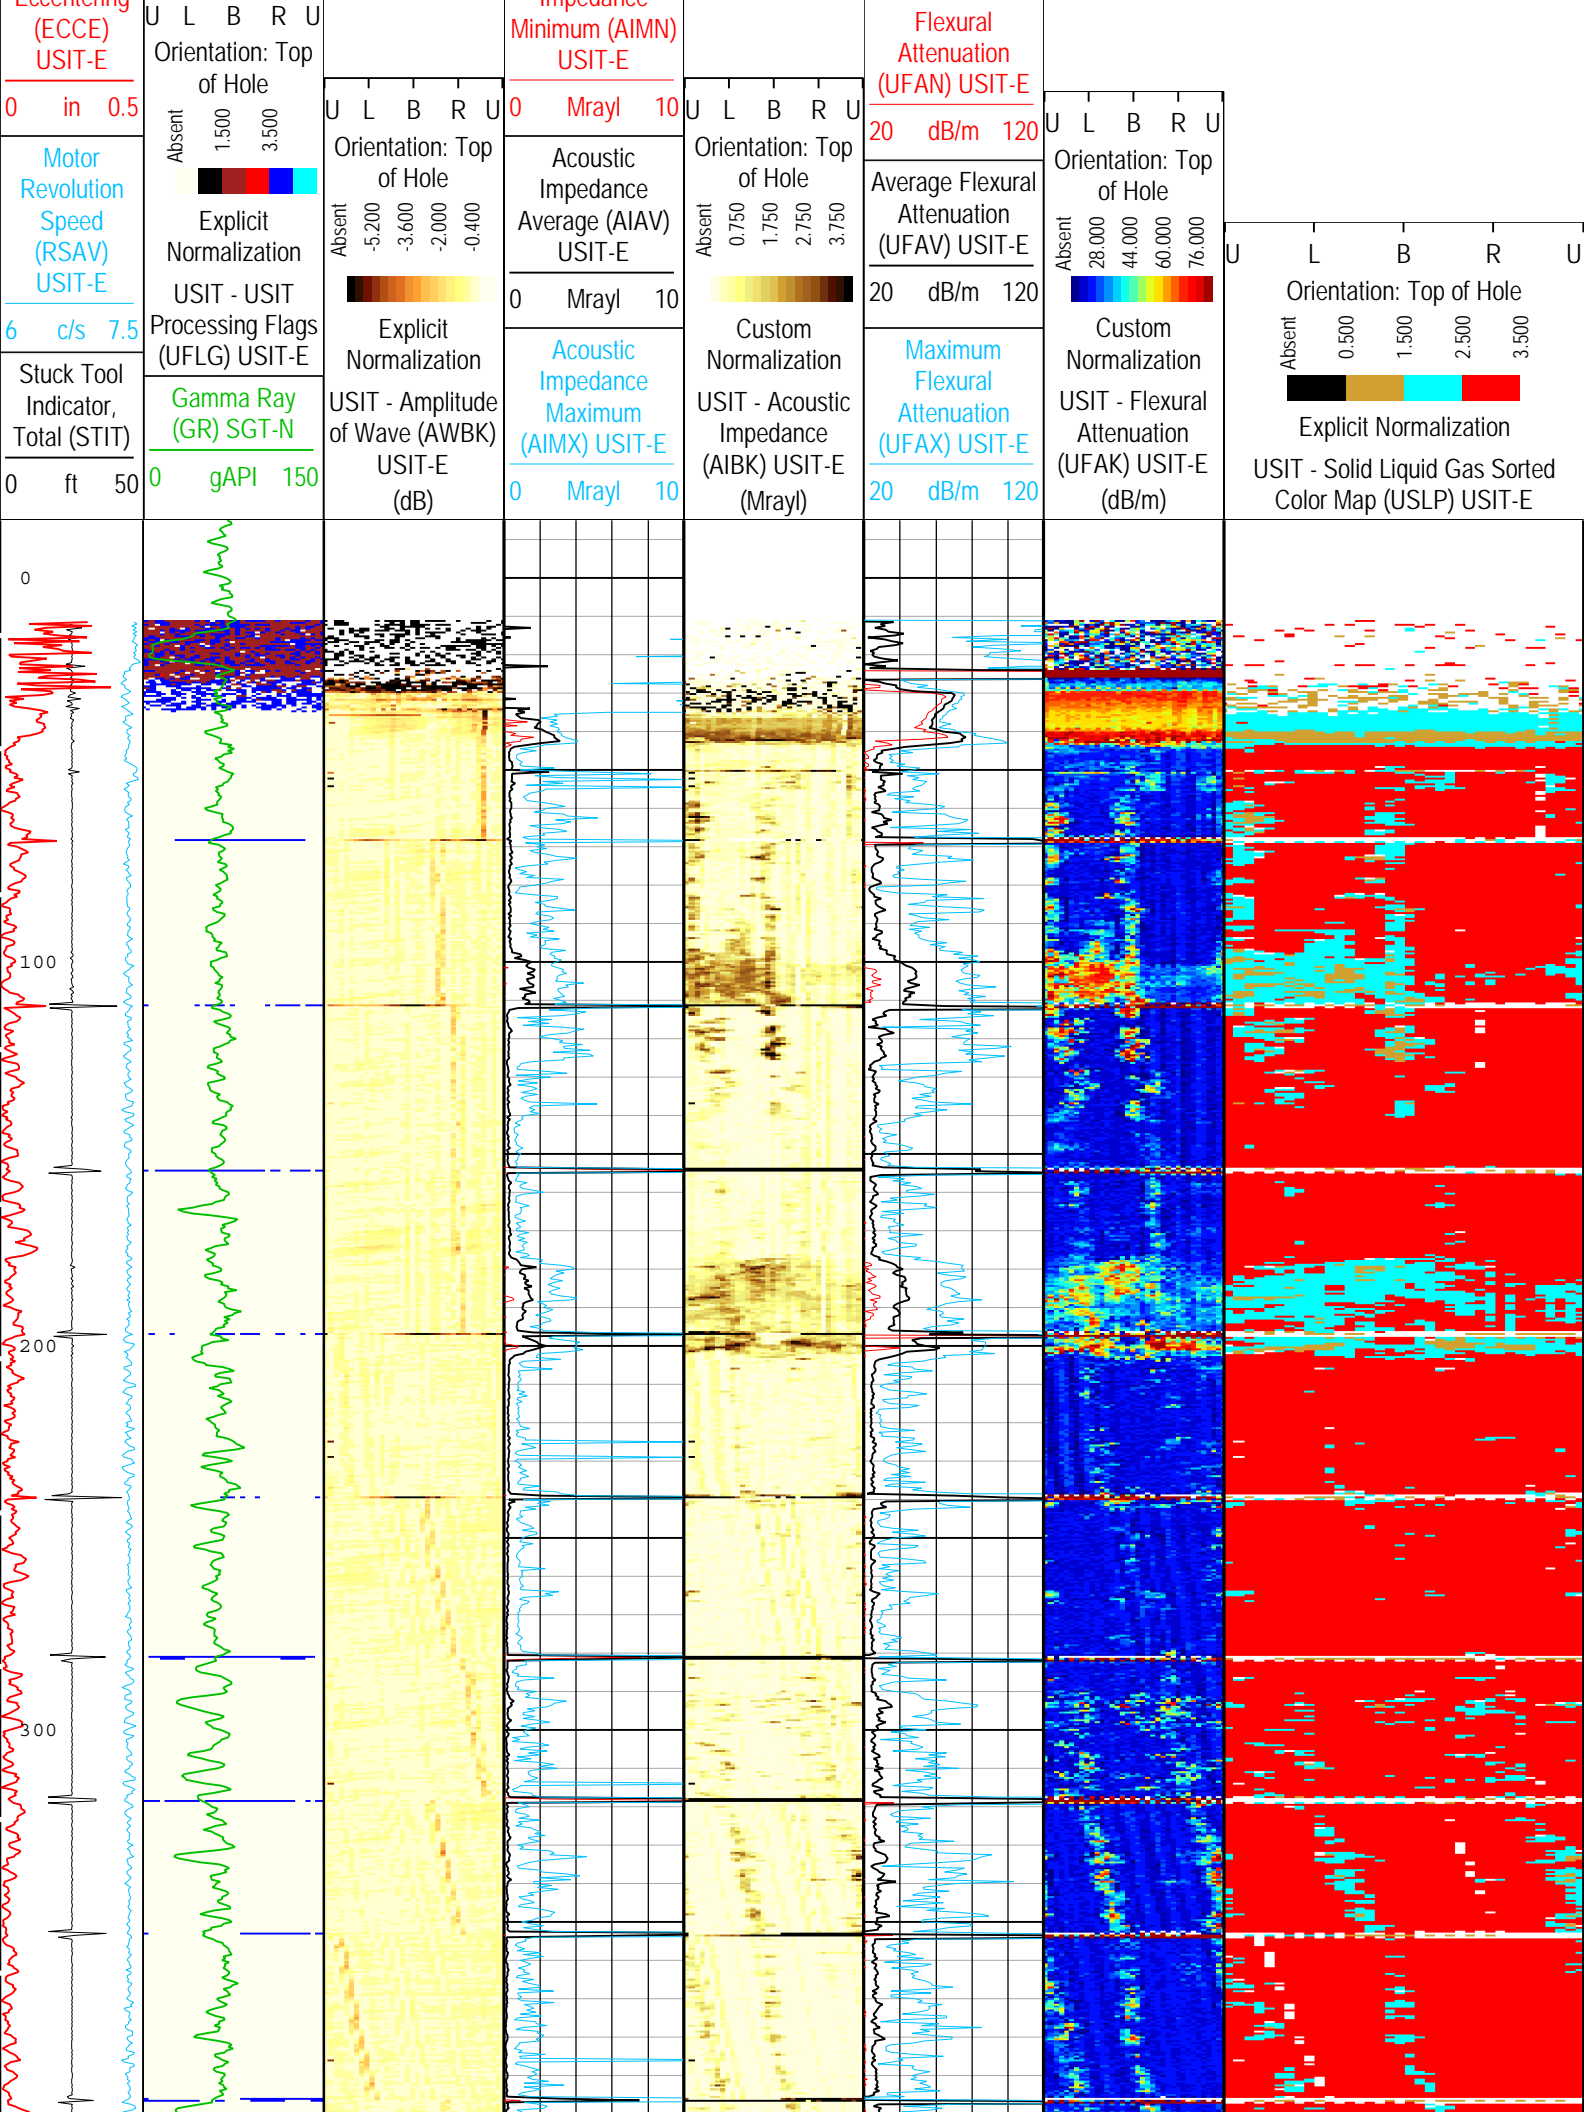 Eccentering
(ECCE)
USIT-E
0 in 0.5
Motor
Revolution
Speed
(RSAV)
USIT-E
6 c/s 7.5
Stuck Tool
Indicator,
Total (STIT)
0 ft 50
U L B R U
Orientation: Top
of Hole
Absent 1.500 3.500
Explicit
Normalization
USIT - USIT
Processing Flags
(UFLG) USIT-E
Gamma Ray
(GR) SGT-N
0 gAPI 150
U L B R U
Orientation: Top
of Hole
Absent -5.200 -3.600 -2.000 -0.400
Explicit
Normalization
USIT - Amplitude
of Wave (AWBK)
USIT-E
(dB)
Impedance
Minimum (AIMN)
USIT-E
0 Mrayl 10
Acoustic
Impedance
Average (AIAV)
USIT-E
0 Mrayl 10
Acoustic
Impedance
Maximum
(AIMX) USIT-E
0 Mrayl 10
U L B R U
Orientation: Top
of Hole
Absent 0.750 1.750 2.750 3.750
Custom
Normalization
USIT - Acoustic
Impedance
(AIBK) USIT-E
(Mrayl)
Flexural
Attenuation
(UFAN) USIT-E
20 dB/m 120
Average Flexural
Attenuation
(UFAV) USIT-E
20 dB/m 120
Maximum
Flexural
Attenuation
(UFAX) USIT-E
20 dB/m 120
U L B R U
Orientation: Top
of Hole
Absent 28.000 44.000 60.000 76.000
Custom
Normalization
USIT - Flexural
Attenuation
(UFAK) USIT-E
(dB/m)
U L B R U
Orientation: Top of Hole
Absent 0.500 1.500 2.500 3.500
Explicit Normalization
USIT - Solid Liquid Gas Sorted
Color Map (USLP) USIT-E
0
100
200
300